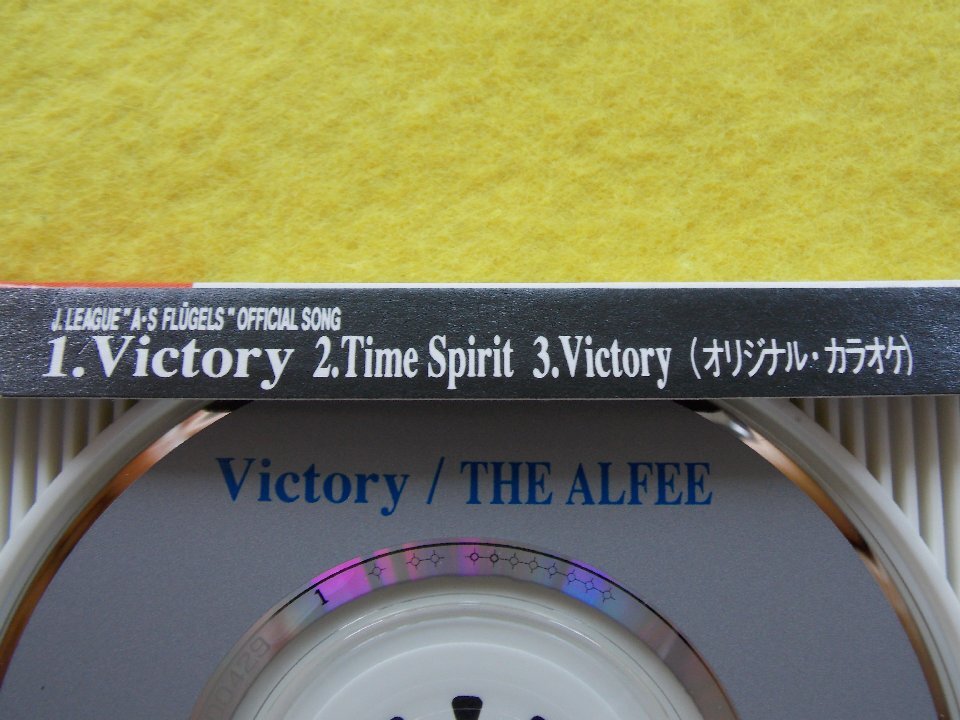 J. LEAGUE "A・S FLÜGELS" OFFICIAL SONG
1.Victory 2.Time Spirit 3.Victory (オリジナル・カラオケ)
Victory / THE ALFEE
1